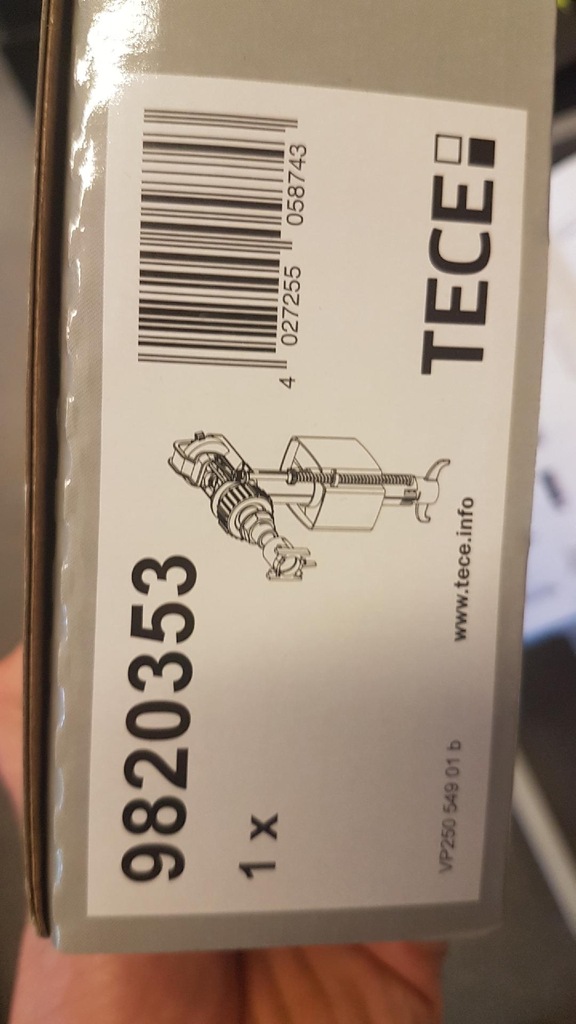 9820353
1 x
4 027255 058743
TECE
www.tece.info
VP250 549 01 b